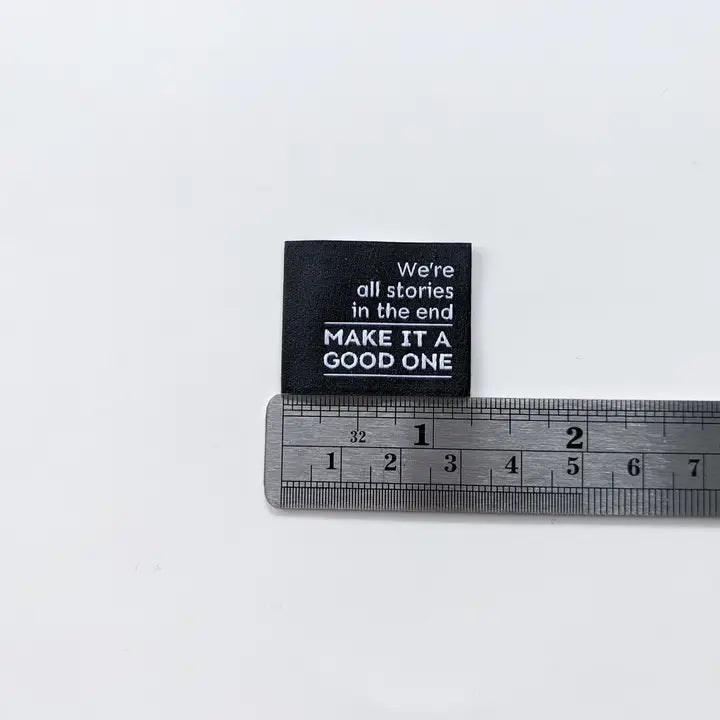 We're
all stories
in the end
MAKE IT A
GOOD ONE
32 1 2
1 2 3 4 5 6 7